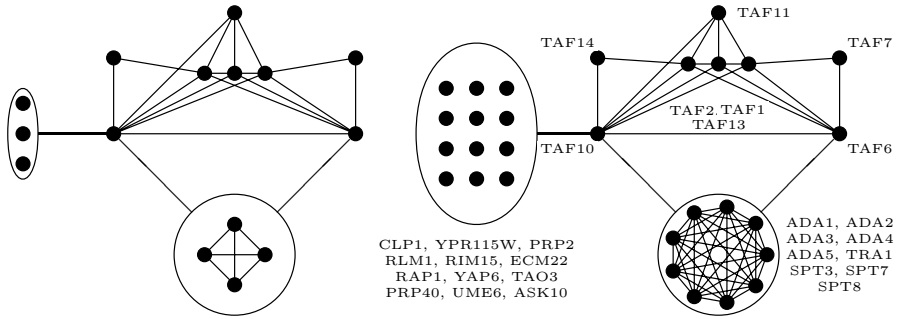 TAF11
TAF14
TAF7
TAF2, TAF1
TAF13
TAF10
TAF6
CLP1, YPR115W, PRP2
RLM1, RIM15, ECM22
RAP1, YAP6, TAO3
PRP40, UME6, ASK10
ADA1, ADA2
ADA3, ADA4
ADA5, TRA1
SPT3, SPT7
SPT8